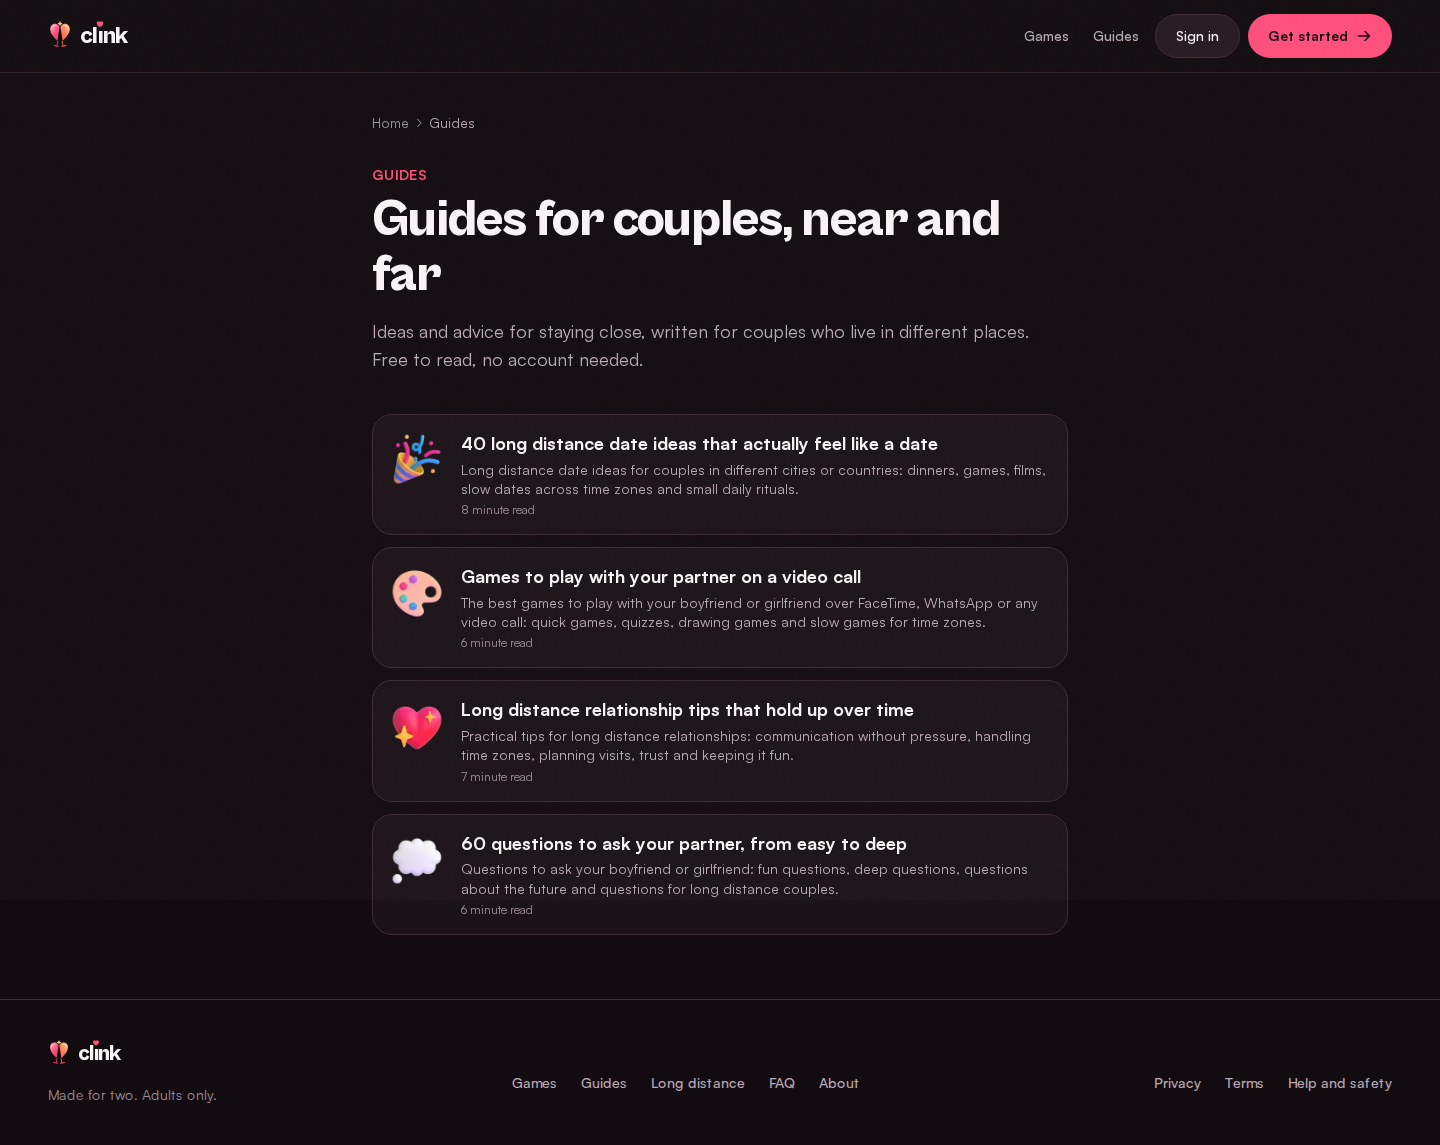 clink
Games
Guides
Sign in
Get started
Home
Guides
GUIDES
Guides for couples, near and
far
Ideas and advice for staying close, written for couples who live in different places.
Free to read, no account needed.
40 long distance date ideas that actually feel like a date
Long distance date ideas for couples in different cities or countries: dinners, games, films,
slow dates across time zones and small daily rituals.
8 minute read
Games to play with your partner on a video call
The best games to play with your boyfriend or girlfriend over FaceTime, WhatsApp or any
video call: quick games, quizzes, drawing games and slow games for time zones.
6 minute read
Long distance relationship tips that hold up over time
Practical tips for long distance relationships: communication without pressure, handling
time zones, planning visits, trust and keeping it fun.
7 minute read
60 questions to ask your partner, from easy to deep
Questions to ask your boyfriend or girlfriend: fun questions, deep questions, questions
about the future and questions for long distance couples.
6 minute read
clink
Made for two. Adults only.
Games
Guides
Long distance
FAQ
About
Privacy
Terms
Help and safety